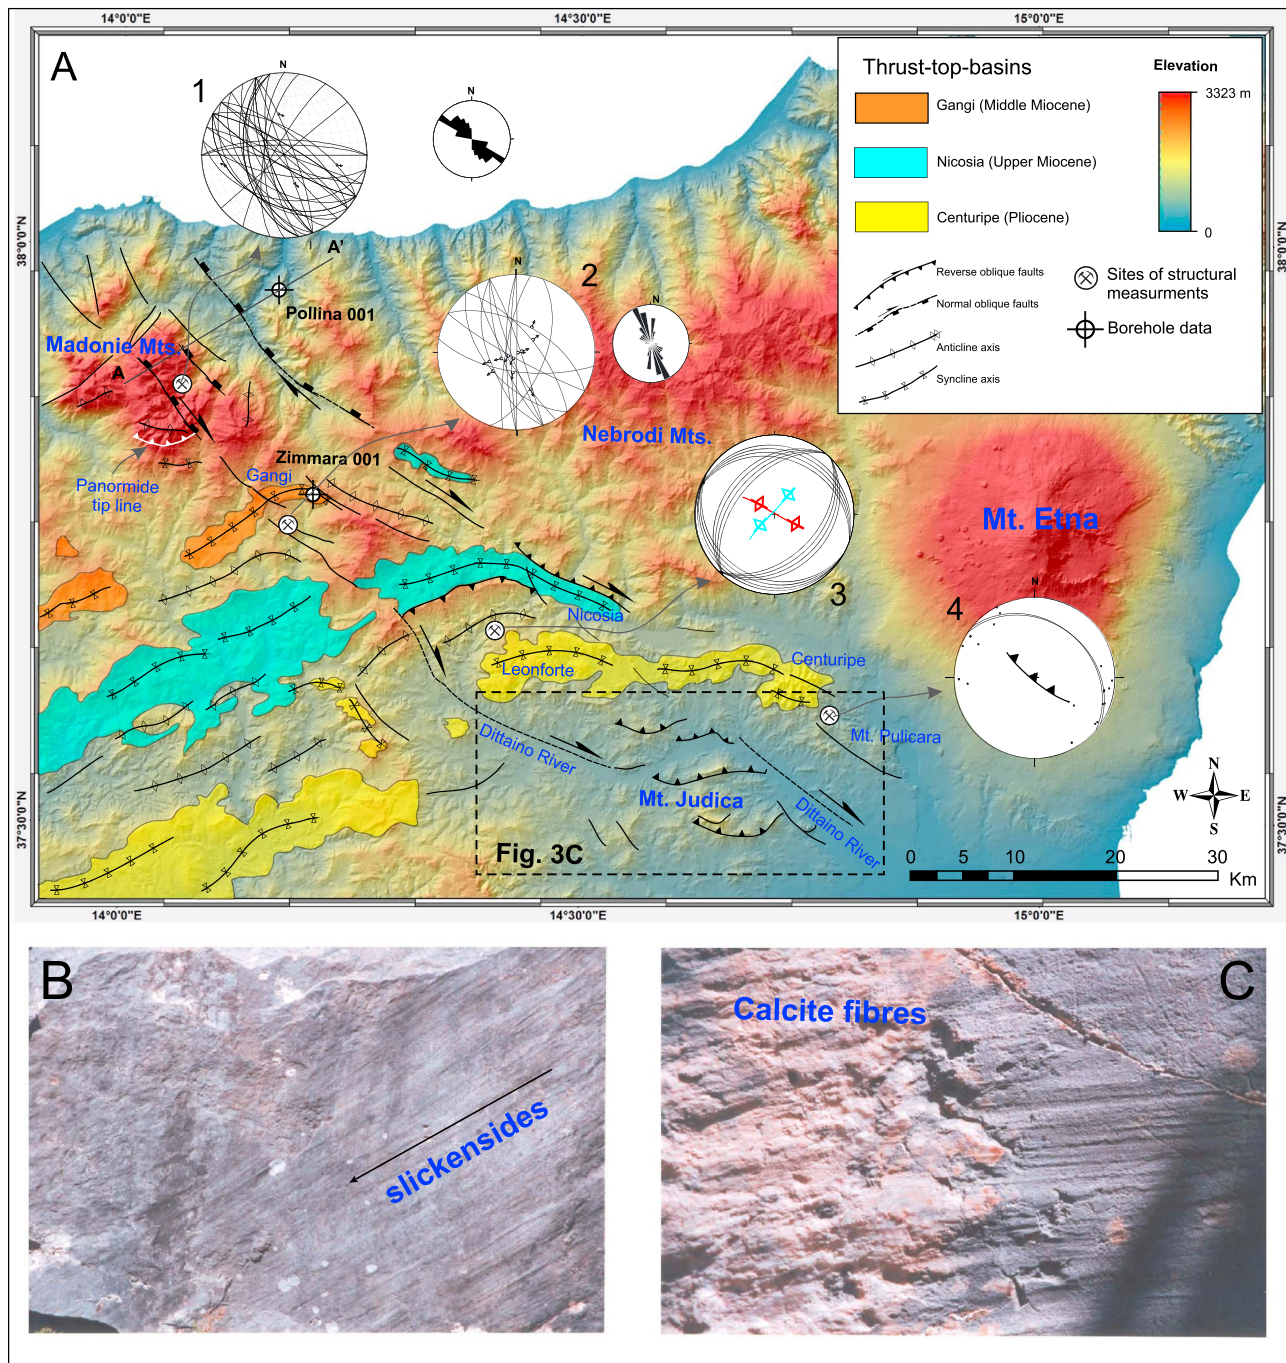 14°0'0"E
14°30'0"E
15°0'0"E
A
1
N
N
Thrust-top-basins
Elevation
Gangi (Middle Miocene)
Nicosia (Upper Miocene)
Centuripe (Pliocene)
3323 m
0
Reverse oblique faults
Normal oblique faults
Anticline axis
Syncline axis
Sites of structural
measurments
Borehole data
38°0'0"N
38°0'0"N
A'
Pollina 001
Madonie Mts.
A
2
N
N
Nebrodi Mts.
Zimmara 001
Gangi
Panormide
tip line
3
Mt. Etna
4
N
Nicosia
Leonforte
Centuripe
Mt. Pulicara
Dittaino River
Mt. Judica
Dittaino River
Fig. 3C
37°30'0"N
37°30'0"N
N
W
E
S
0
5
10
20
30
Km
14°0'0"E
14°30'0"E
15°0'0"E
B
slickensides
C
Calcite fibres